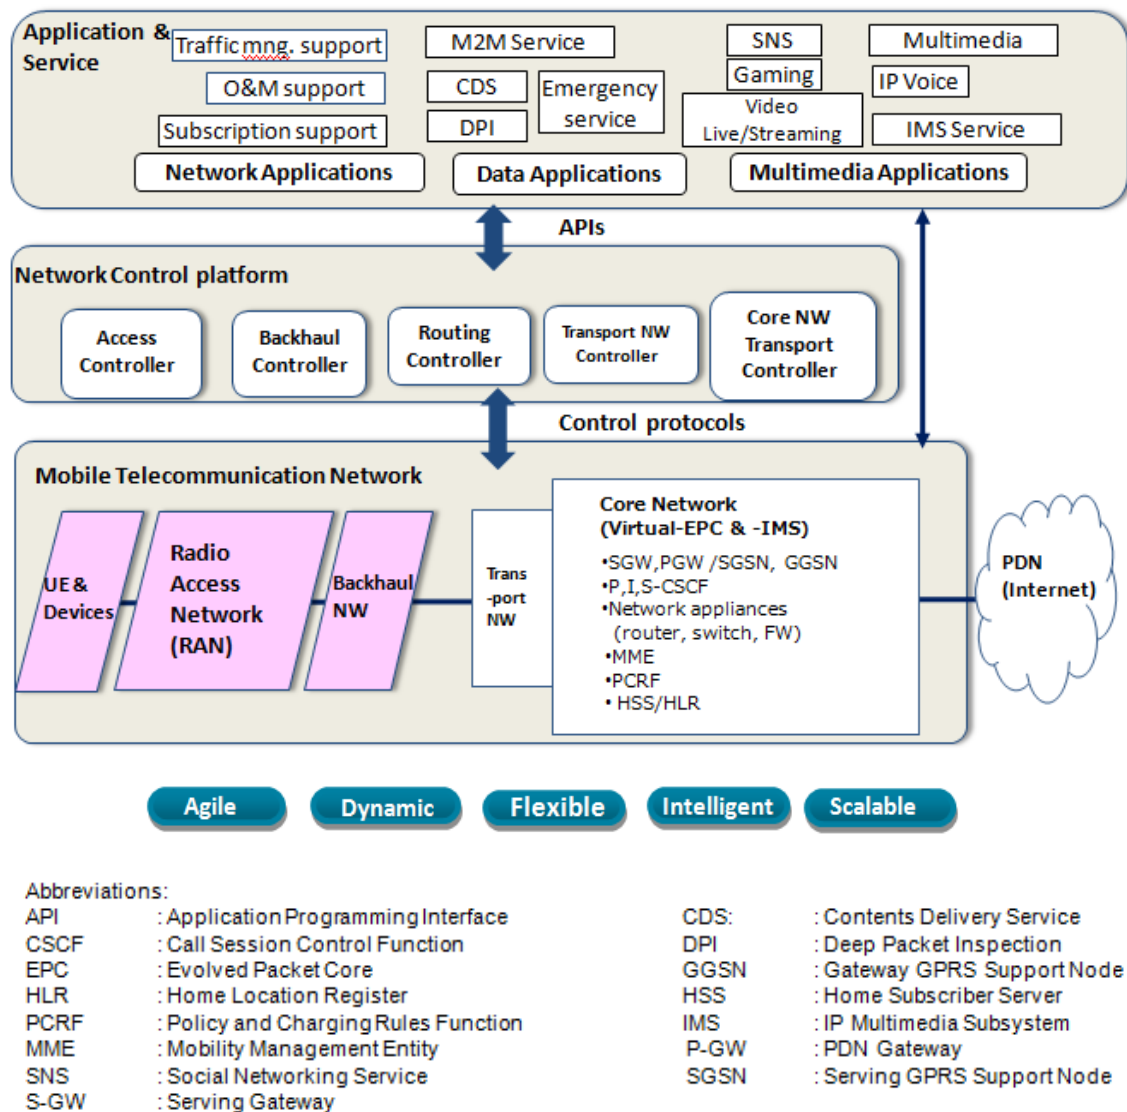 Application &
Service
Traffic mng. support
O&M support
Subscription support
Network Applications
M2M Service
CDS
DPI
Emergency
service
Data Applications
SNS
Gaming
Video
Live/Streaming
Multimedia
IP Voice
IMS Service
Multimedia Applications
APIs
Network Control platform
Access
Controller
Backhaul
Controller
Routing
Controller
Transport NW
Controller
Core NW
Transport
Controller
Control protocols
Mobile Telecommunication Network
UE &
Devices
Radio
Access
Network
(RAN)
Backhaul
NW
Trans
-port
NW
Core Network
(Virtual-EPC & -IMS)
•SGW,PGW /SGSN, GGSN
•P,I,S-CSCF
•Network appliances
(router, switch, FW)
•MME
•PCRF
• HSS/HLR
PDN
(Internet)
Agile
Dynamic
Flexible
Intelligent
Scalable
Abbreviations:
API : Application Programming Interface
CSCF : Call Session Control Function
EPC : Evolved Packet Core
HLR : Home Location Register
PCRF : Policy and Charging Rules Function
MME : Mobility Management Entity
SNS : Social Networking Service
S-GW : Serving Gateway
CDS: : Contents Delivery Service
DPI : Deep Packet Inspection
GGSN : Gateway GPRS Support Node
HSS : Home Subscriber Server
IMS : IP Multimedia Subsystem
P-GW : PDN Gateway
SGSN : Serving GPRS Support Node